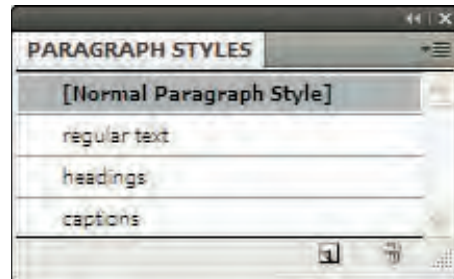 PARAGRAPH STYLES
[Normal Paragraph Style]
regular text
headings
captions